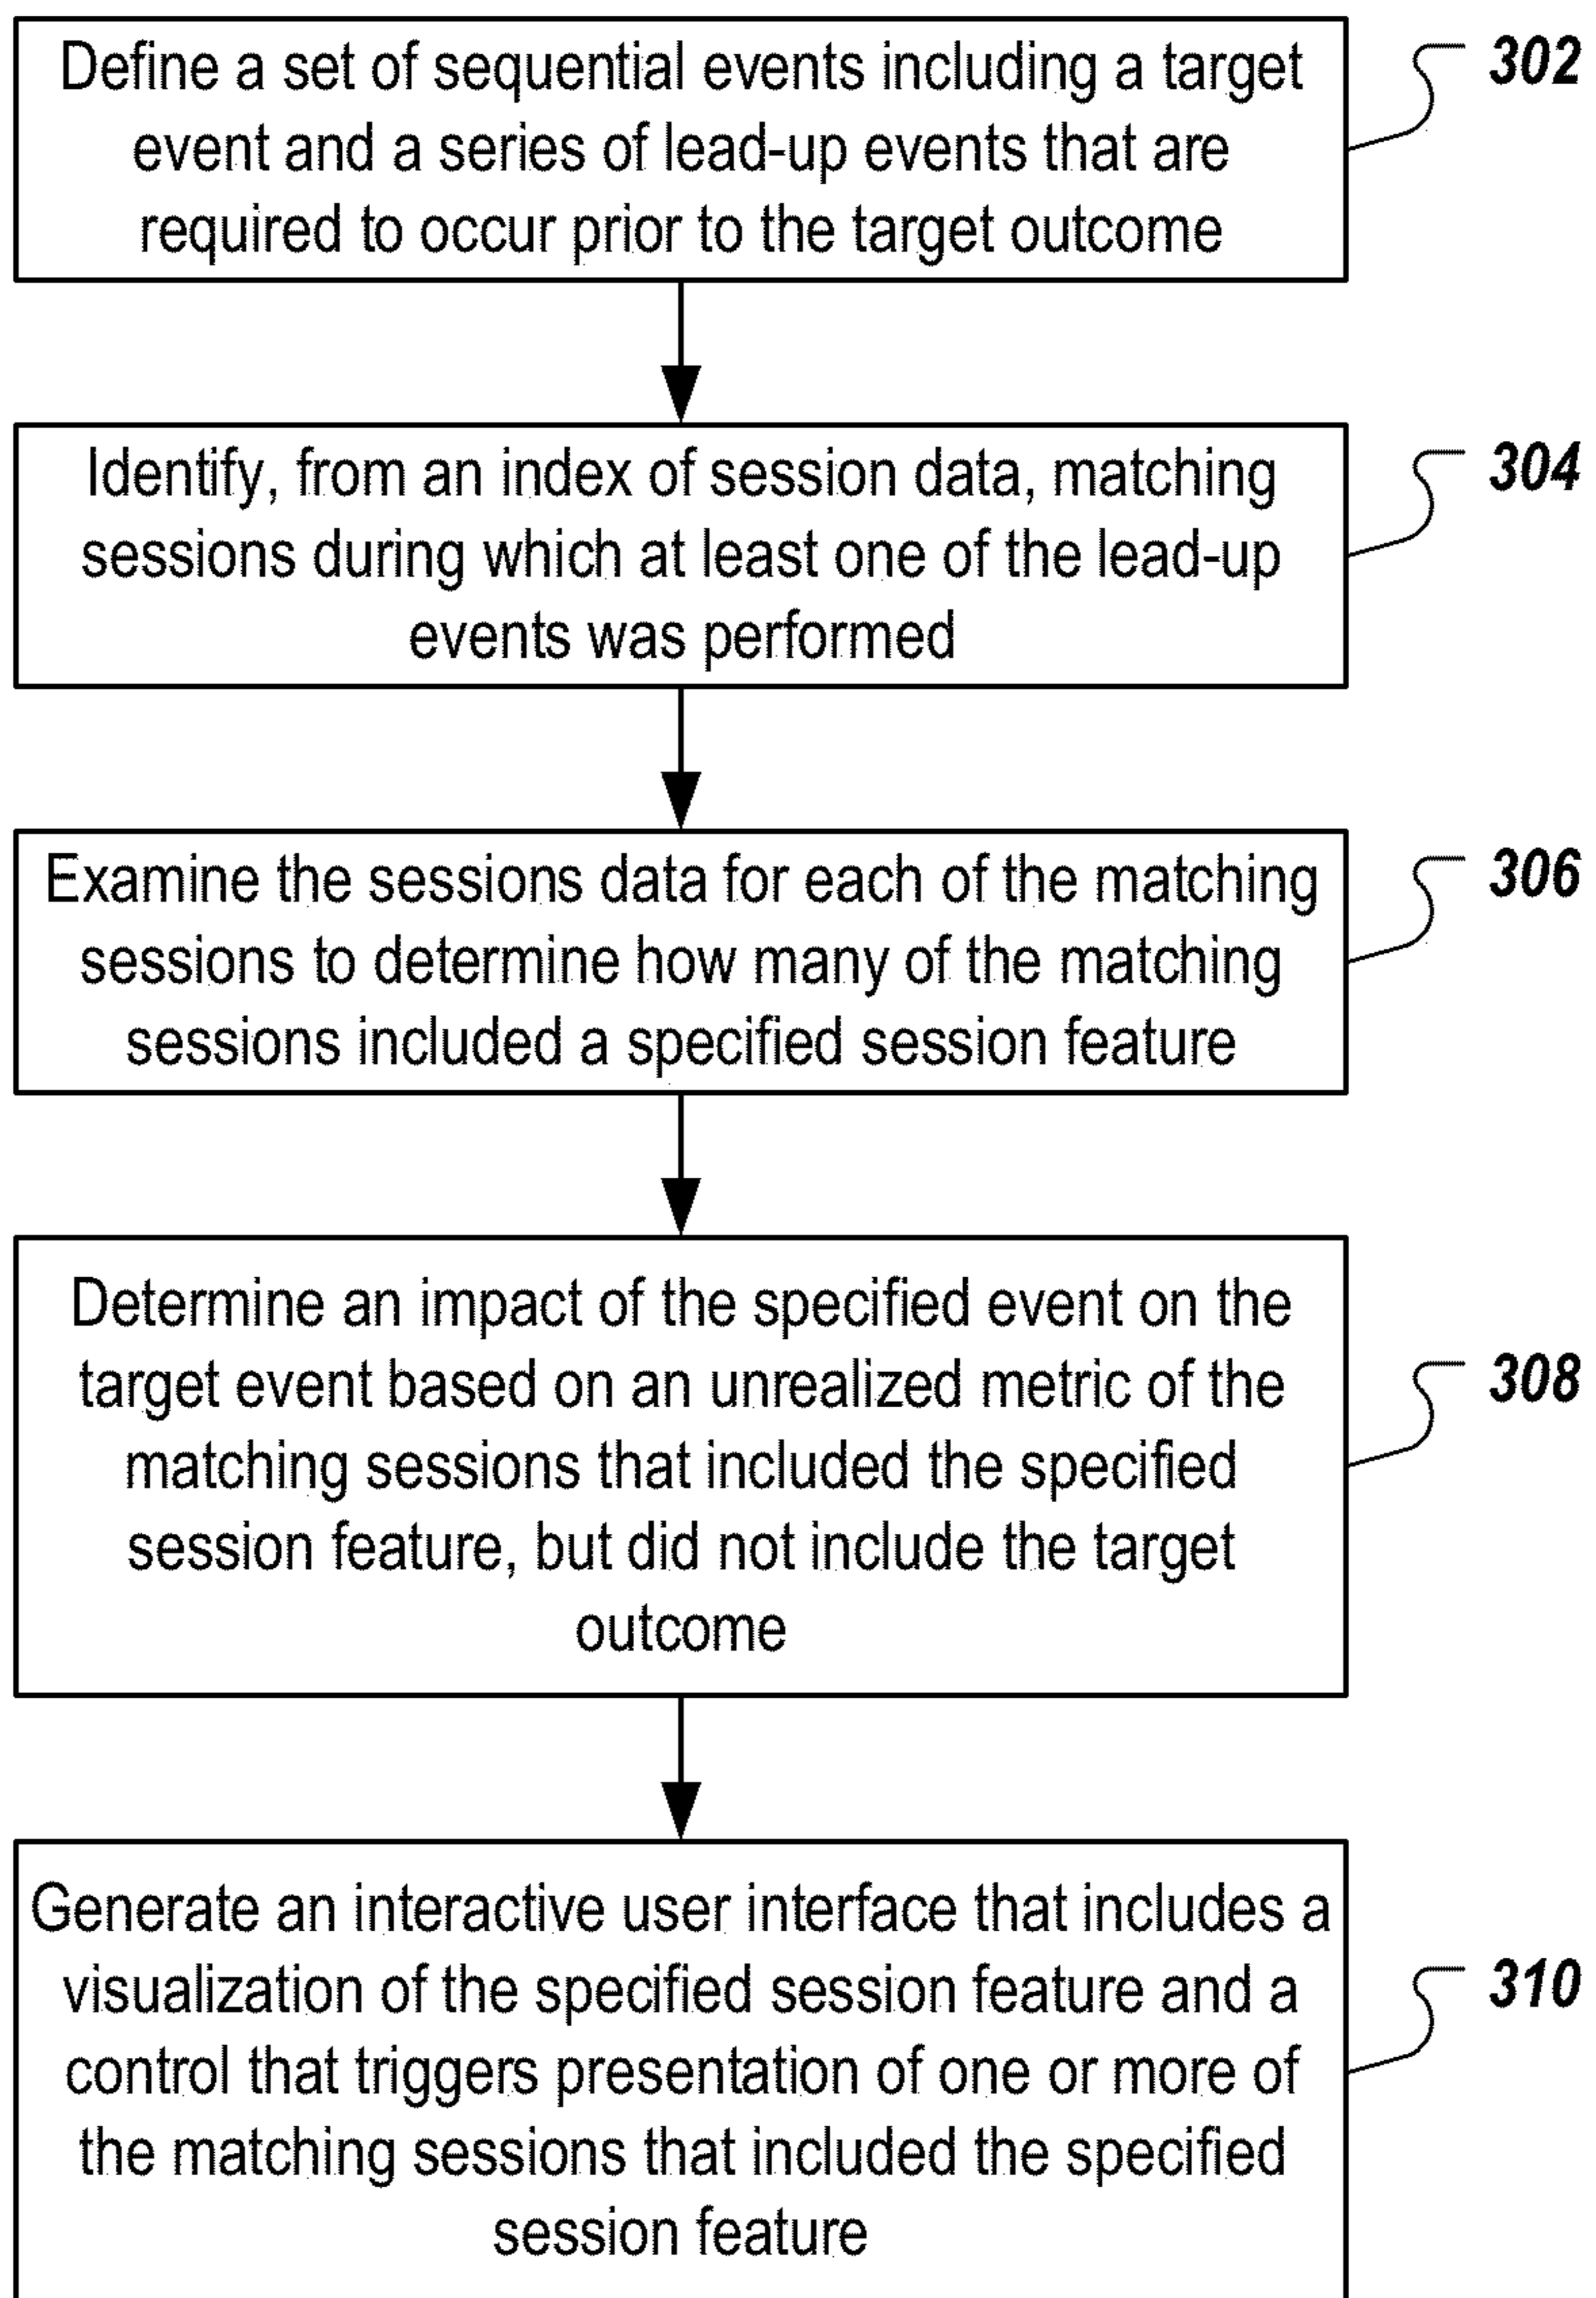 Define a set of sequential events including a target
event and a series of lead-up events that are
required to occur prior to the target outcome
302
Identify, from an index of session data, matching
sessions during which at least one of the lead-up
events was performed
304
Examine the sessions data for each of the matching
sessions to determine how many of the matching
sessions included a specified session feature
306
Determine an impact of the specified event on the
target event based on an unrealized metric of the
matching sessions that included the specified
session feature, but did not include the target
outcome
308
Generate an interactive user interface that includes a
visualization of the specified session feature and a
control that triggers presentation of one or more of
the matching sessions that included the specified
session feature
310